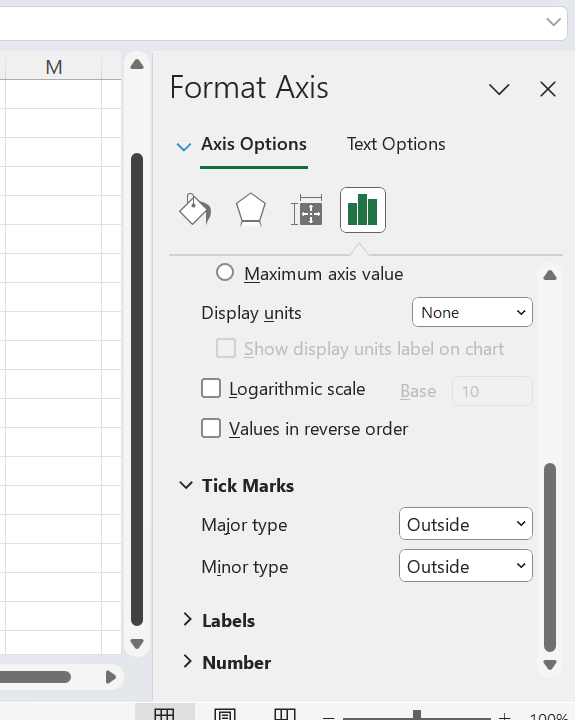 M
Format Axis
Axis Options Text Options
Maximum axis value
Display units None
Show display units label on chart
Logarithmic scale Base 10
Values in reverse order
Tick Marks
Major type Outside
Minor type Outside
Labels
Number
100%